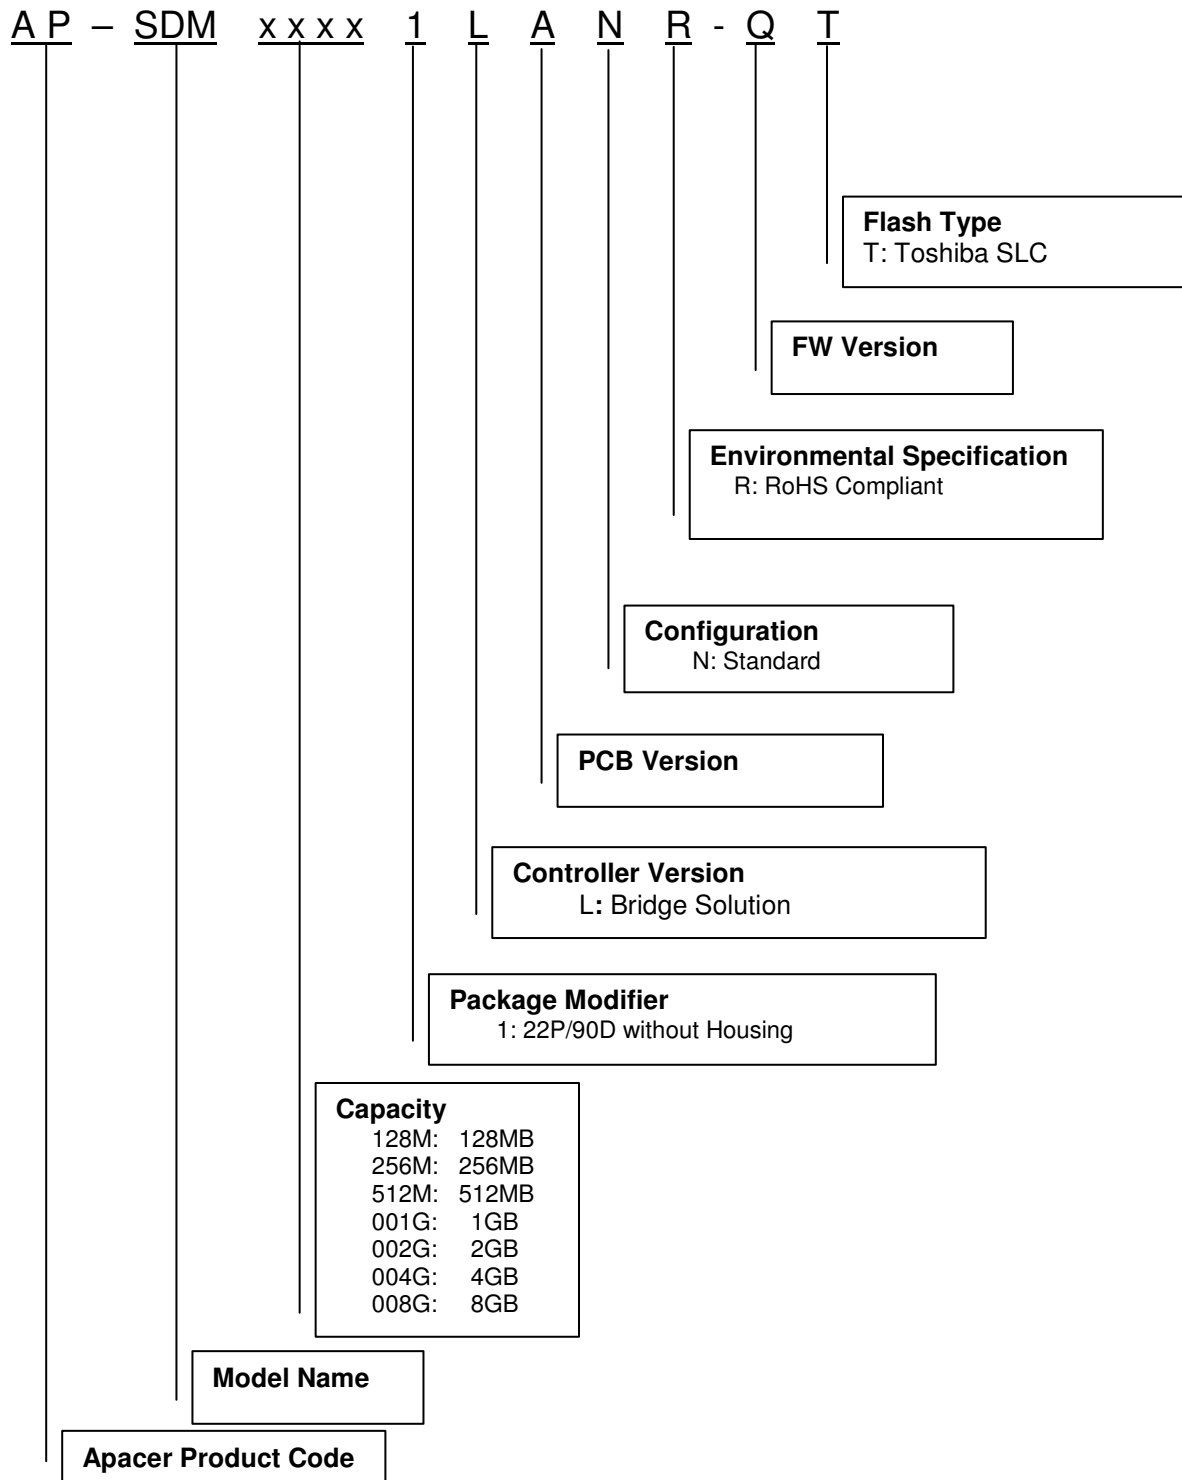 A P – SDM x x x x 1 L A N R - Q T
Flash Type
T: Toshiba SLC
FW Version
Environmental Specification
R: RoHS Compliant
Configuration
N: Standard
PCB Version
Controller Version
L: Bridge Solution
Package Modifier
1: 22P/90D without Housing
Capacity
128M: 128MB
256M: 256MB
512M: 512MB
001G: 1GB
002G: 2GB
004G: 4GB
008G: 8GB
Model Name
Apacer Product Code